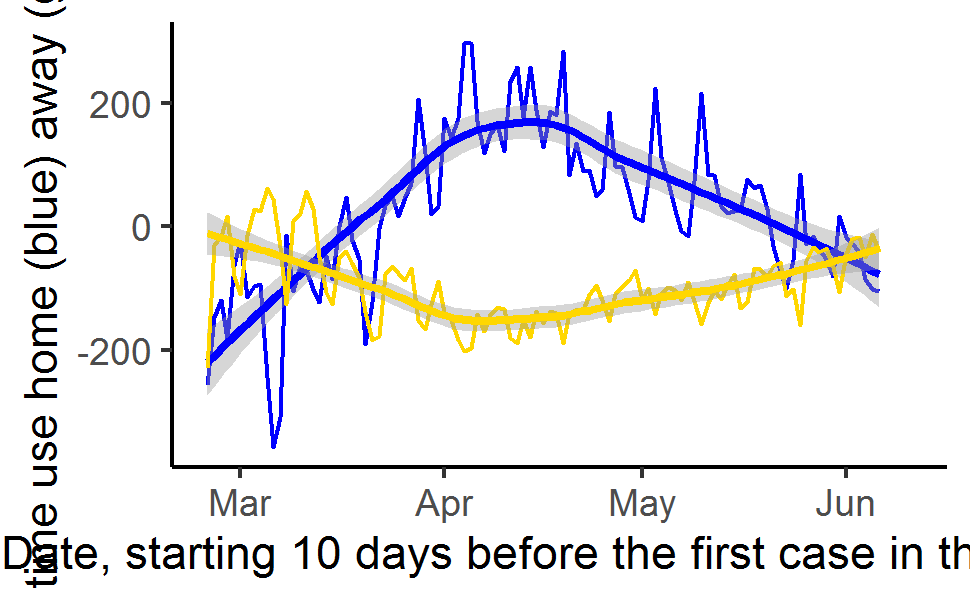 time use home (blue) away (
200
0
-200
Mar Apr May Jun
Date, starting 10 days before the first case in th